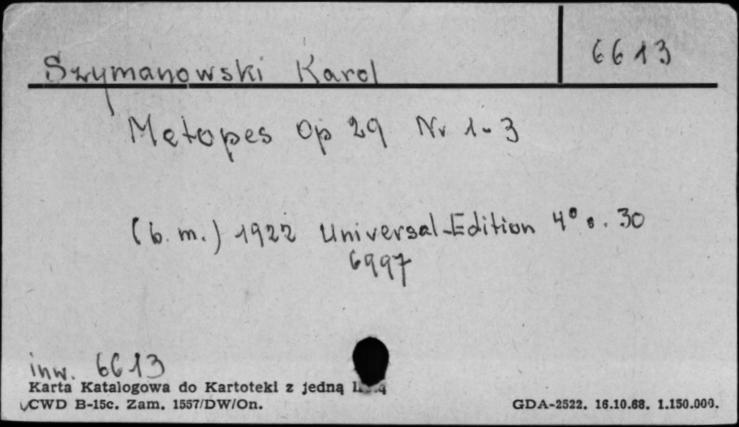 Szymanowski Karol 6613
Metopes Op 29 Nr 1-3
(b. m.) 1922 Universal-Edition 4° s. 30
6997
inw. 6613
Karta Katalogowa do Kartoteki z jedną
CWD B-15c. Zam. 1557/DW/On. GDA-2522. 16.10.68. 1.150.000.